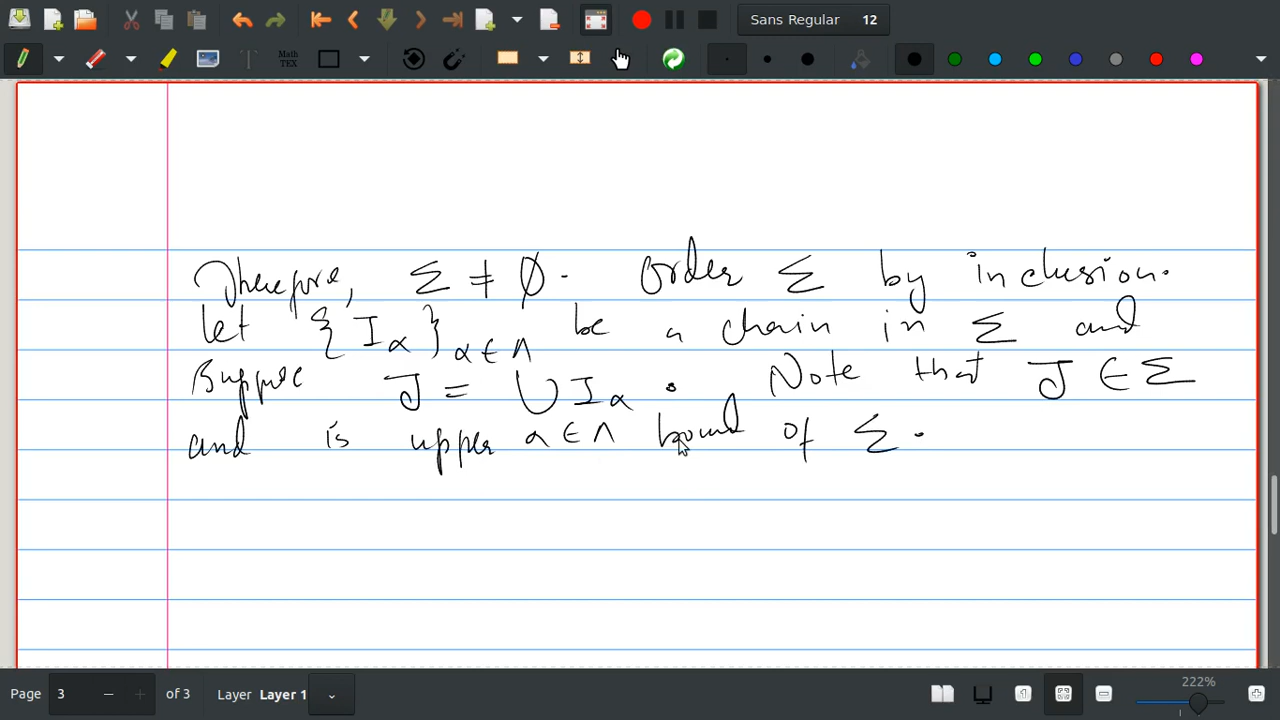 Sans Regular 12
Therefore, Σ ≠ ∅. Order Σ by inclusion.
Let {I_α}_{α∈Λ} be a chain in Σ and
Suppose J = ∪_{α∈Λ} I_α. Note that J ∈ Σ
and is upper bound of Σ.
Page 3 of 3 Layer Layer 1 222%